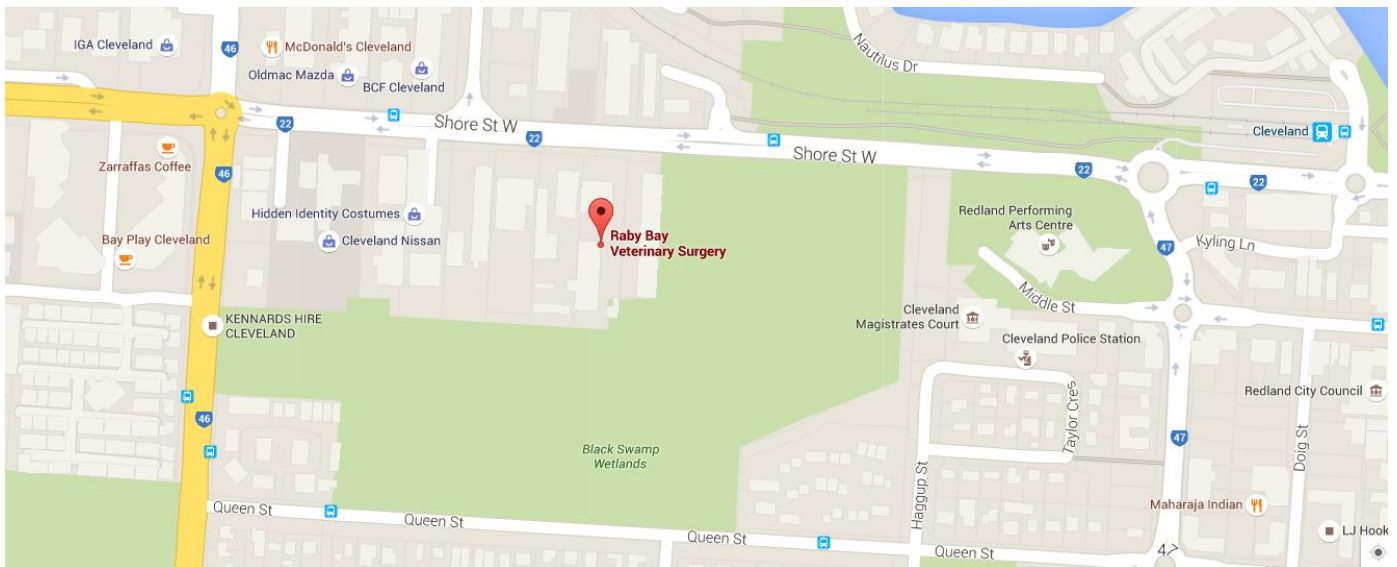 IGA Cleveland
46
McDonald's Cleveland
Oldmac Mazda
BCF Cleveland
Nautilus Dr
22
Shore St W
22
Shore St W
Cleveland
22
22
Zarraffas Coffee
46
Hidden Identity Costumes
Cleveland Nissan
Bay Play Cleveland
Raby Bay
Veterinary Surgery
Redland Performing
Arts Centre
47
Kyling Ln
Middle St
KENNARDS HIRE
CLEVELAND
Cleveland
Magistrates Court
Cleveland Police Station
Redland City Council
Taylor Cres
46
47
Doig St
Black Swamp
Wetlands
Haggup St
Maharaja Indian
Queen St
Queen St
Queen St
Queen St
47
LJ Hook